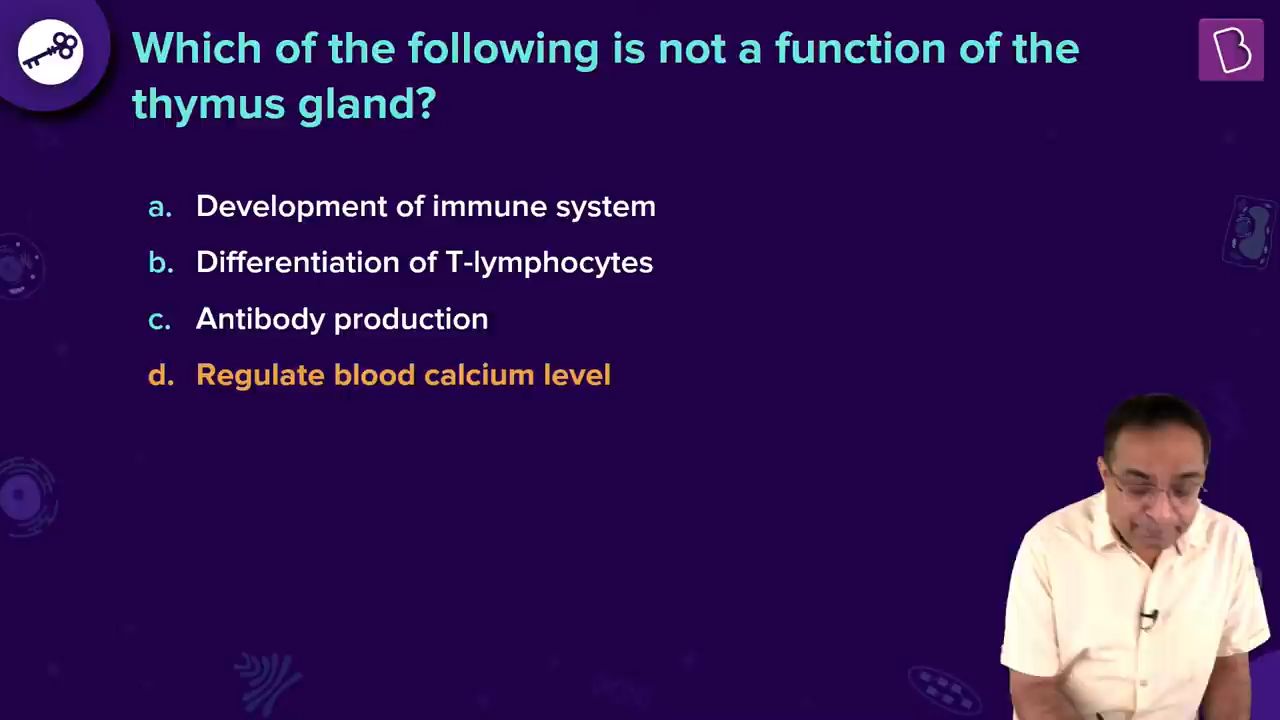 Which of the following is not a function of the
thymus gland?
a. Development of immune system
b. Differentiation of T-lymphocytes
c. Antibody production
d. Regulate blood calcium level
B